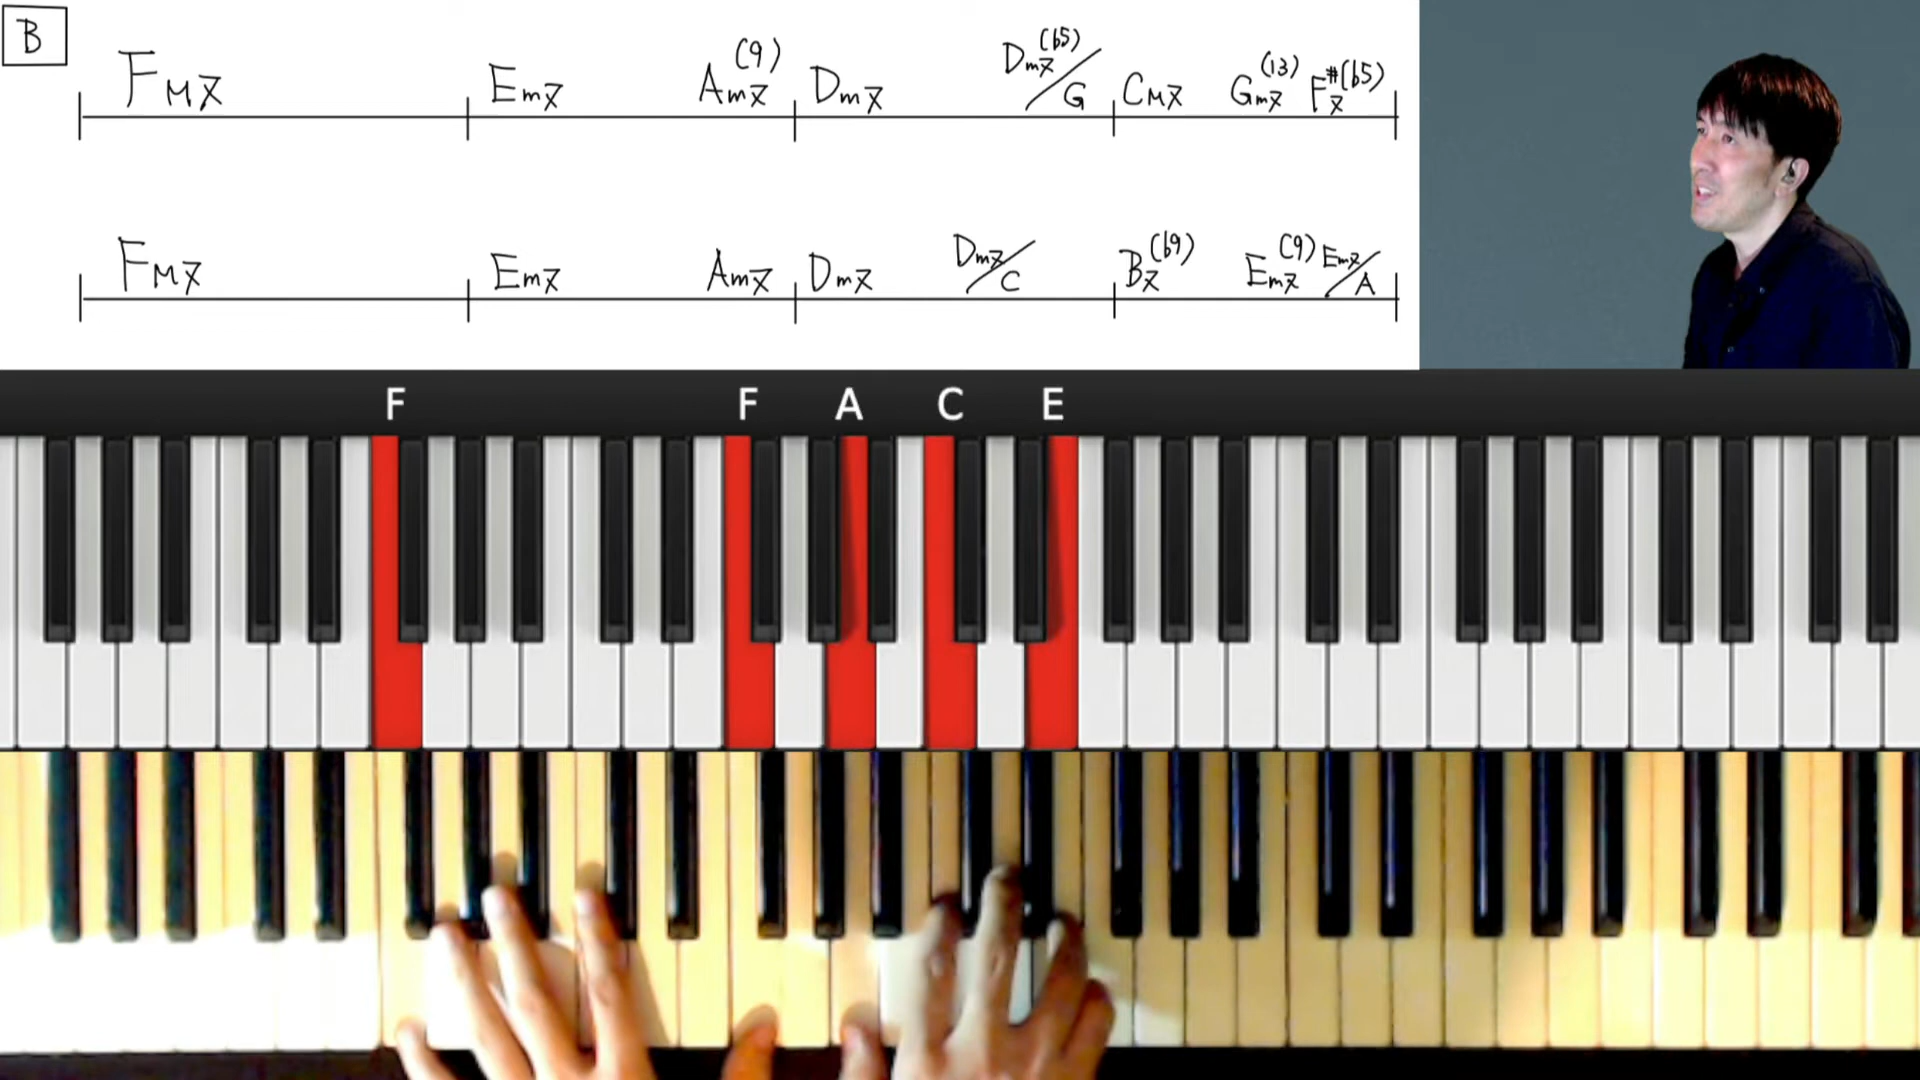 B
FM7 Em7 Am7(9) Dm7 Dm7(b5)/G CM7 Gm7(13) F#7(b5)
FM7 Em7 Am7 Dm7 Dm7/C B7(b9) Em7(9) Em7/A
F F A C E